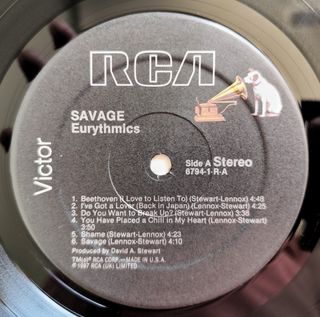 RCA
SAVAGE
Eurythmics
Victor
Side A Stereo
6794-1-R-A
1. Beethoven (I Love to Listen To) (Stewart-Lennox) 4:48
2. I've Got a Lover (Back in Japan) (Lennox-Stewart) 4:25
3. Do You Want to Break Up? (Stewart-Lennox) 3:38
4. You Have Placed a Chill in My Heart (Lennox-Stewart)
3:50
5. Shame (Lennox-Stewart) 4:23
6. Savage (Lennox-Stewart) 4:10
Produced by David A. Stewart
TM(s)® RCA CORP. MADE IN U.S.A.
℗ 1987 RCA (UK) LIMITED